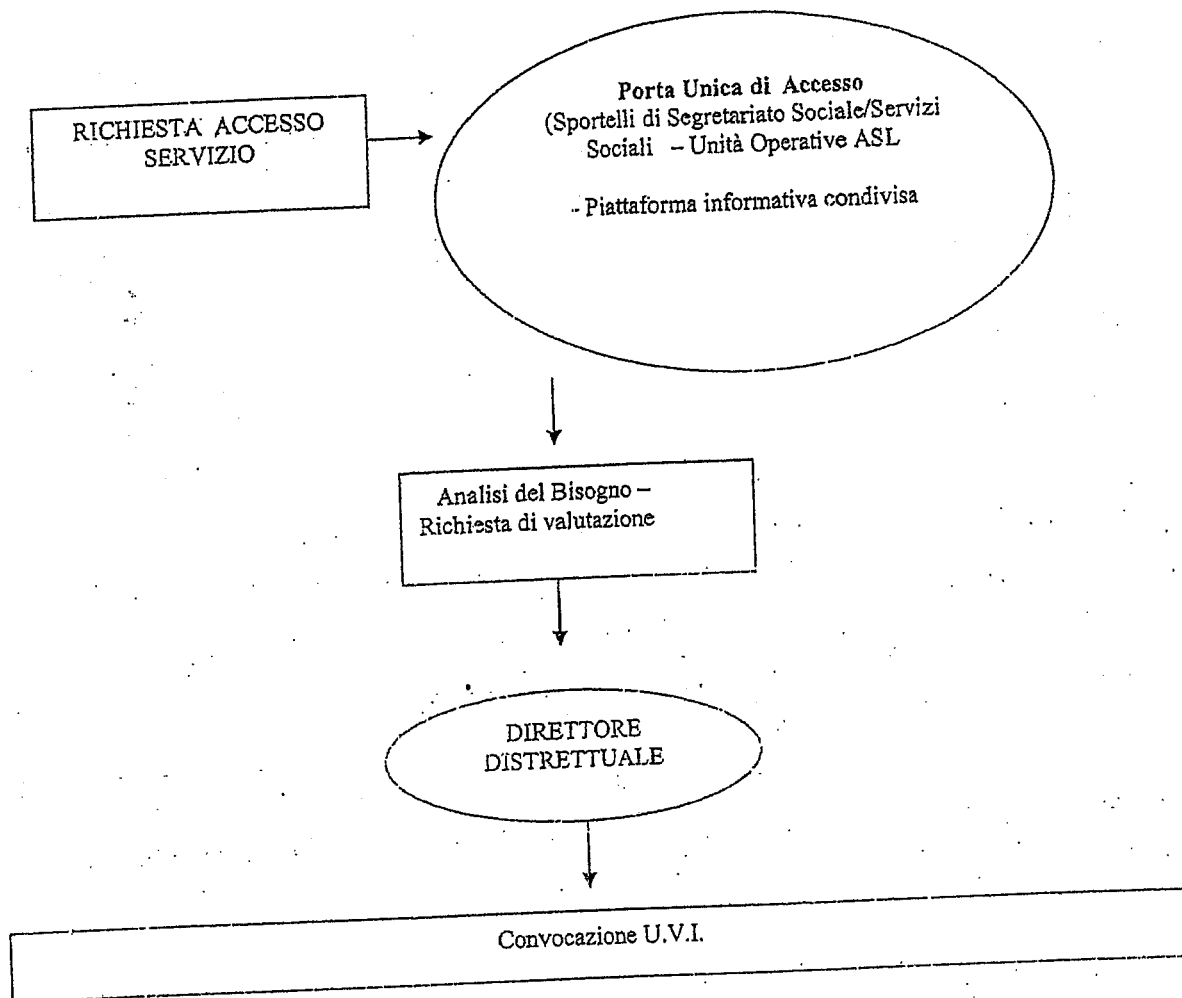 RICHIESTA ACCESSO
SERVIZIO
Porta Unica di Accesso
(Sportelli di Segretariato Sociale/Servizi
Sociali – Unità Operative ASL
- Piattaforma informativa condivisa
Analisi del Bisogno –
Richiesta di valutazione
DIRETTORE
DISTRETTUALE
Convocazione U.V.I.